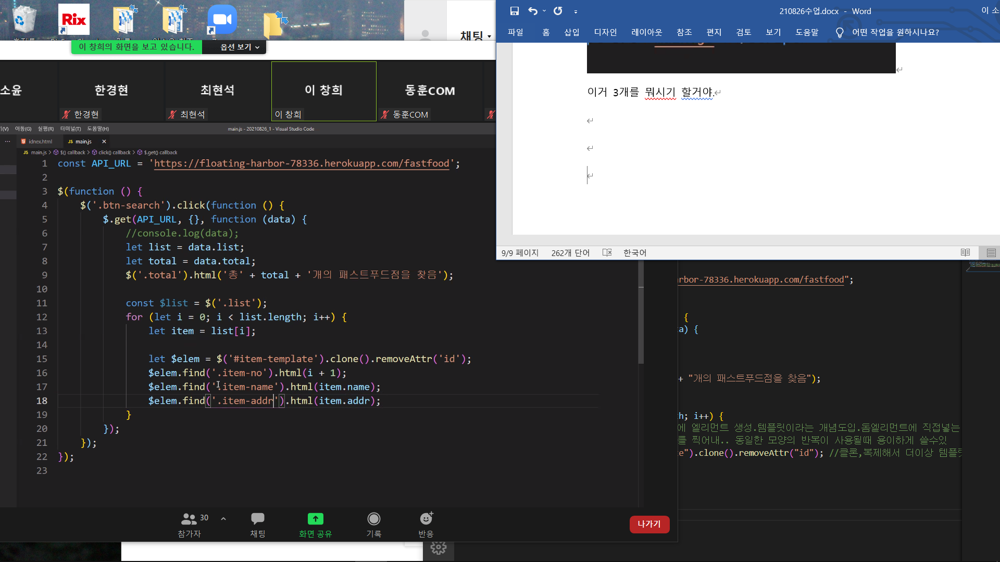 Rix
채팅
이 창희의 화면을 보고 있습니다.
옵션 보기
소윤
한경현
최현석
이 창희
동훈COM
한경현
최현석
이 창희
동훈COM
이동(G) 실행(R) 터미널(T) 도움말(H)
main.js - 20210826_1 - Visual Studio Code
idnex.html
JS main.js
JS main.js > $() callback > click() callback > $.get() callback
1 const API_URL = 'https://floating-harbor-78336.herokuapp.com/fastfood';
2
3 $(function () {
4 $('.btn-search').click(function () {
5 $.get(API_URL, {}, function (data) {
6 //console.log(data);
7 let list = data.list;
8 let total = data.total;
9 $('.total').html('총' + total + '개의 패스트푸드점을 찾음');
10
11 const $list = $('.list');
12 for (let i = 0; i < list.length; i++) {
13 let item = list[i];
14
15 let $elem = $('#item-template').clone().removeAttr('id');
16 $elem.find('.item-no').html(i + 1);
17 $elem.find('.item-name').html(item.name);
18 $elem.find('.item-addr').html(item.addr);
19 }
20 });
21 });
22 });
23
30
참가자
채팅
화면 공유
기록
반응
나가기
210826수업.docx - Word
이 소
파일 홈 삽입 디자인 레이아웃 참조 편지 검토 보기 도움말 어떤 작업을 원하시나요?
이거 3개를 뭐시기 할거야.
9/9 페이지 262개 단어 한국어
rbor-78336.herokuapp.com/fastfood";
{
a) {
+ "개의 패스트푸드점을 찾음");
h; i++) {
에 엘리먼트 생성.템플릿이라는 개념도입.돔엘리먼트에 직접넣는
를 찍어내.. 동일한 모양의 반복이 사용될때 용이하게 쓸수있
e").clone().removeAttr("id"); //클론,복제해서 더이상 템플릿